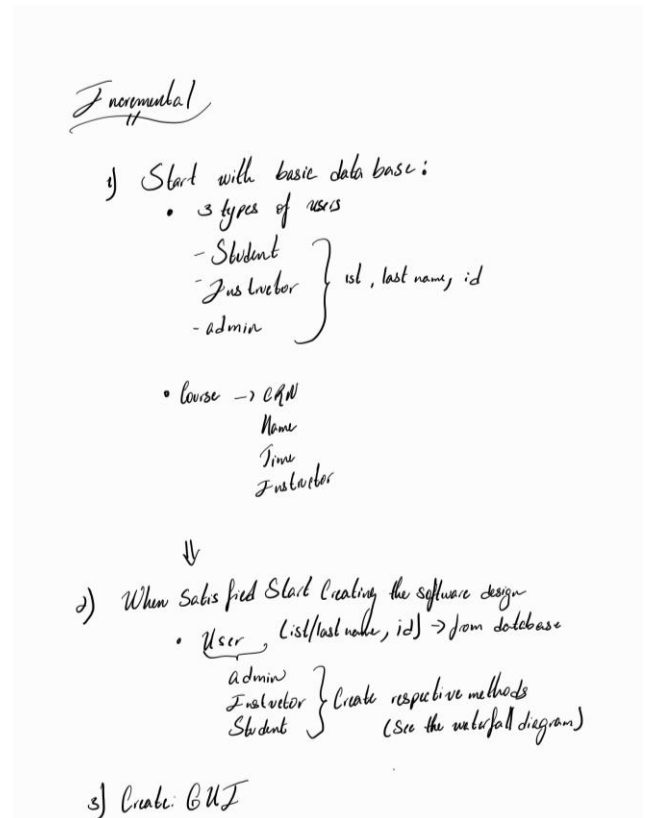 Incremental
1) Start with basic data base:
• 3 types of users
- Student
- Instructor } 1st, last name, id
- admin
• Course -> CRN
Name
Time
Instructor
⇓
2) When Satisfied Start Creating the software design
• User, (1st/last name, id) -> from database
admin
Instructor } Create respective methods
Student (See the waterfall diagram)
3) Create: GUI